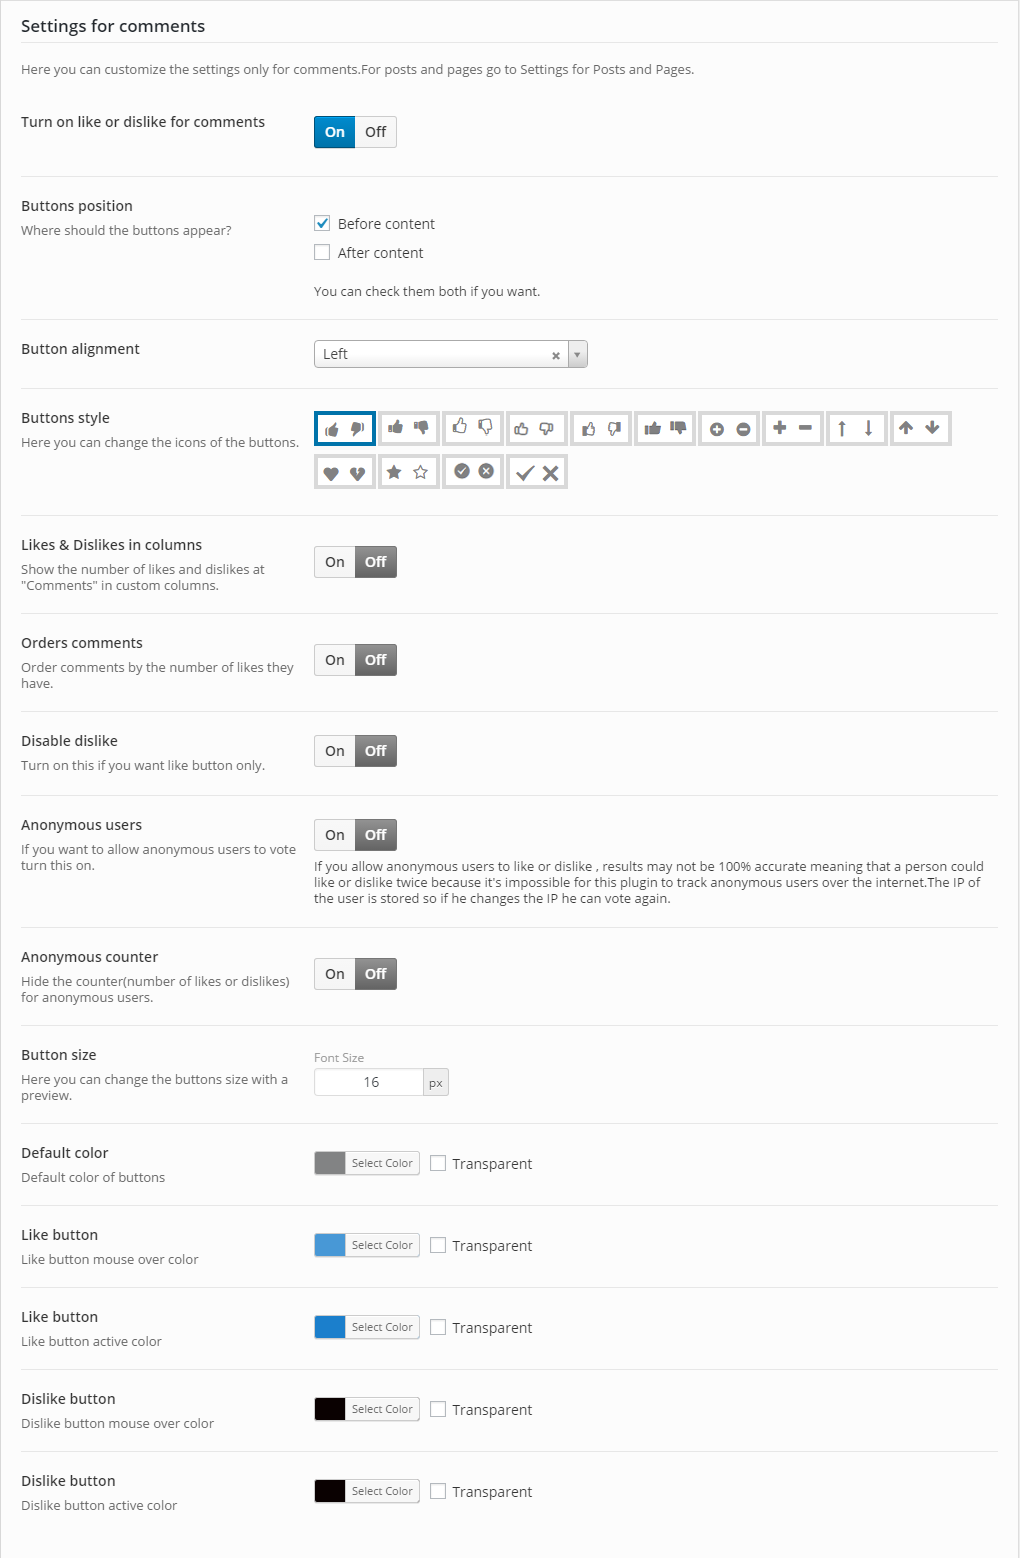 Settings for comments
Here you can customize the settings only for comments.For posts and pages go to Settings for Posts and Pages.
Turn on like or dislike for comments
On Off
Buttons position
Where should the buttons appear?
Before content
After content
You can check them both if you want.
Button alignment
Left
Buttons style
Here you can change the icons of the buttons.
Likes & Dislikes in columns
Show the number of likes and dislikes at
"Comments" in custom columns.
On Off
Orders comments
Order comments by the number of likes they
have.
On Off
Disable dislike
Turn on this if you want like button only.
On Off
Anonymous users
If you want to allow anonymous users to vote
turn this on.
On Off
If you allow anonymous users to like or dislike , results may not be 100% accurate meaning that a person could
like or dislike twice because it's impossible for this plugin to track anonymous users over the internet.The IP of
the user is stored so if he changes the IP he can vote again.
Anonymous counter
Hide the counter(number of likes or dislikes)
for anonymous users.
On Off
Button size
Here you can change the buttons size with a
preview.
Font Size
16 px
Default color
Default color of buttons
Select Color Transparent
Like button
Like button mouse over color
Select Color Transparent
Like button
Like button active color
Select Color Transparent
Dislike button
Dislike button mouse over color
Select Color Transparent
Dislike button
Dislike button active color
Select Color Transparent